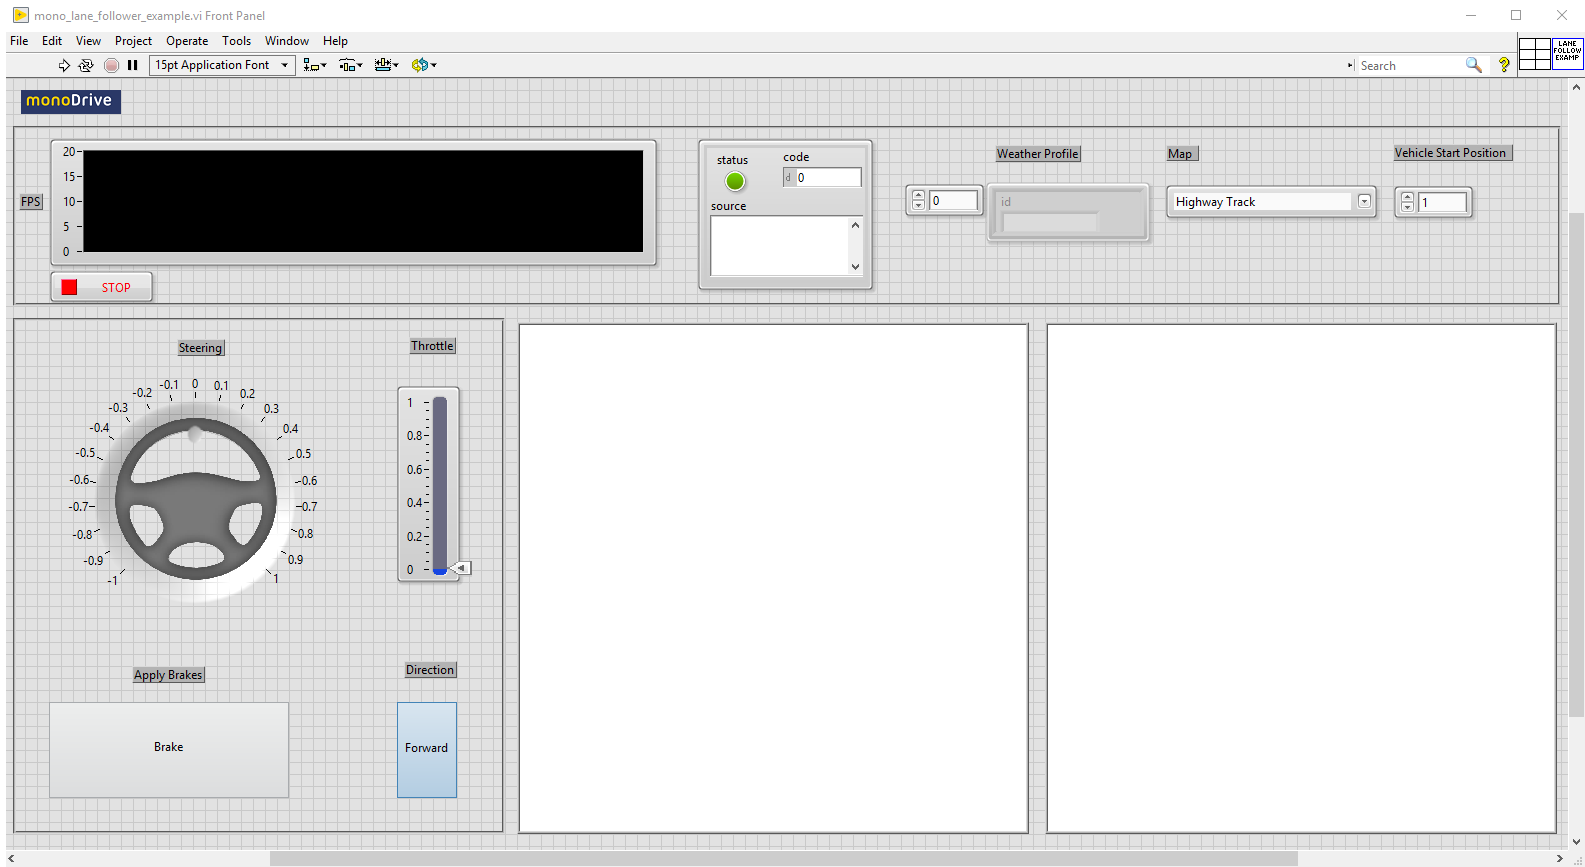 mono_lane_follower_example.vi Front Panel
File Edit View Project Operate Tools Window Help
15pt Application Font
Search
LANE
FOLLOW
EXAMP
monoDrive
FPS
20
15
10
5
0
STOP
status
code
d 0
source
0
Weather Profile
id
Map
Highway Track
Vehicle Start Position
1
Steering
-1
-0.9
-0.8
-0.7
-0.6
-0.5
-0.4
-0.3
-0.2
-0.1
0
0.1
0.2
0.3
0.4
0.5
0.6
0.7
0.8
0.9
1
Throttle
1
0.8
0.6
0.4
0.2
0
Apply Brakes
Brake
Direction
Forward